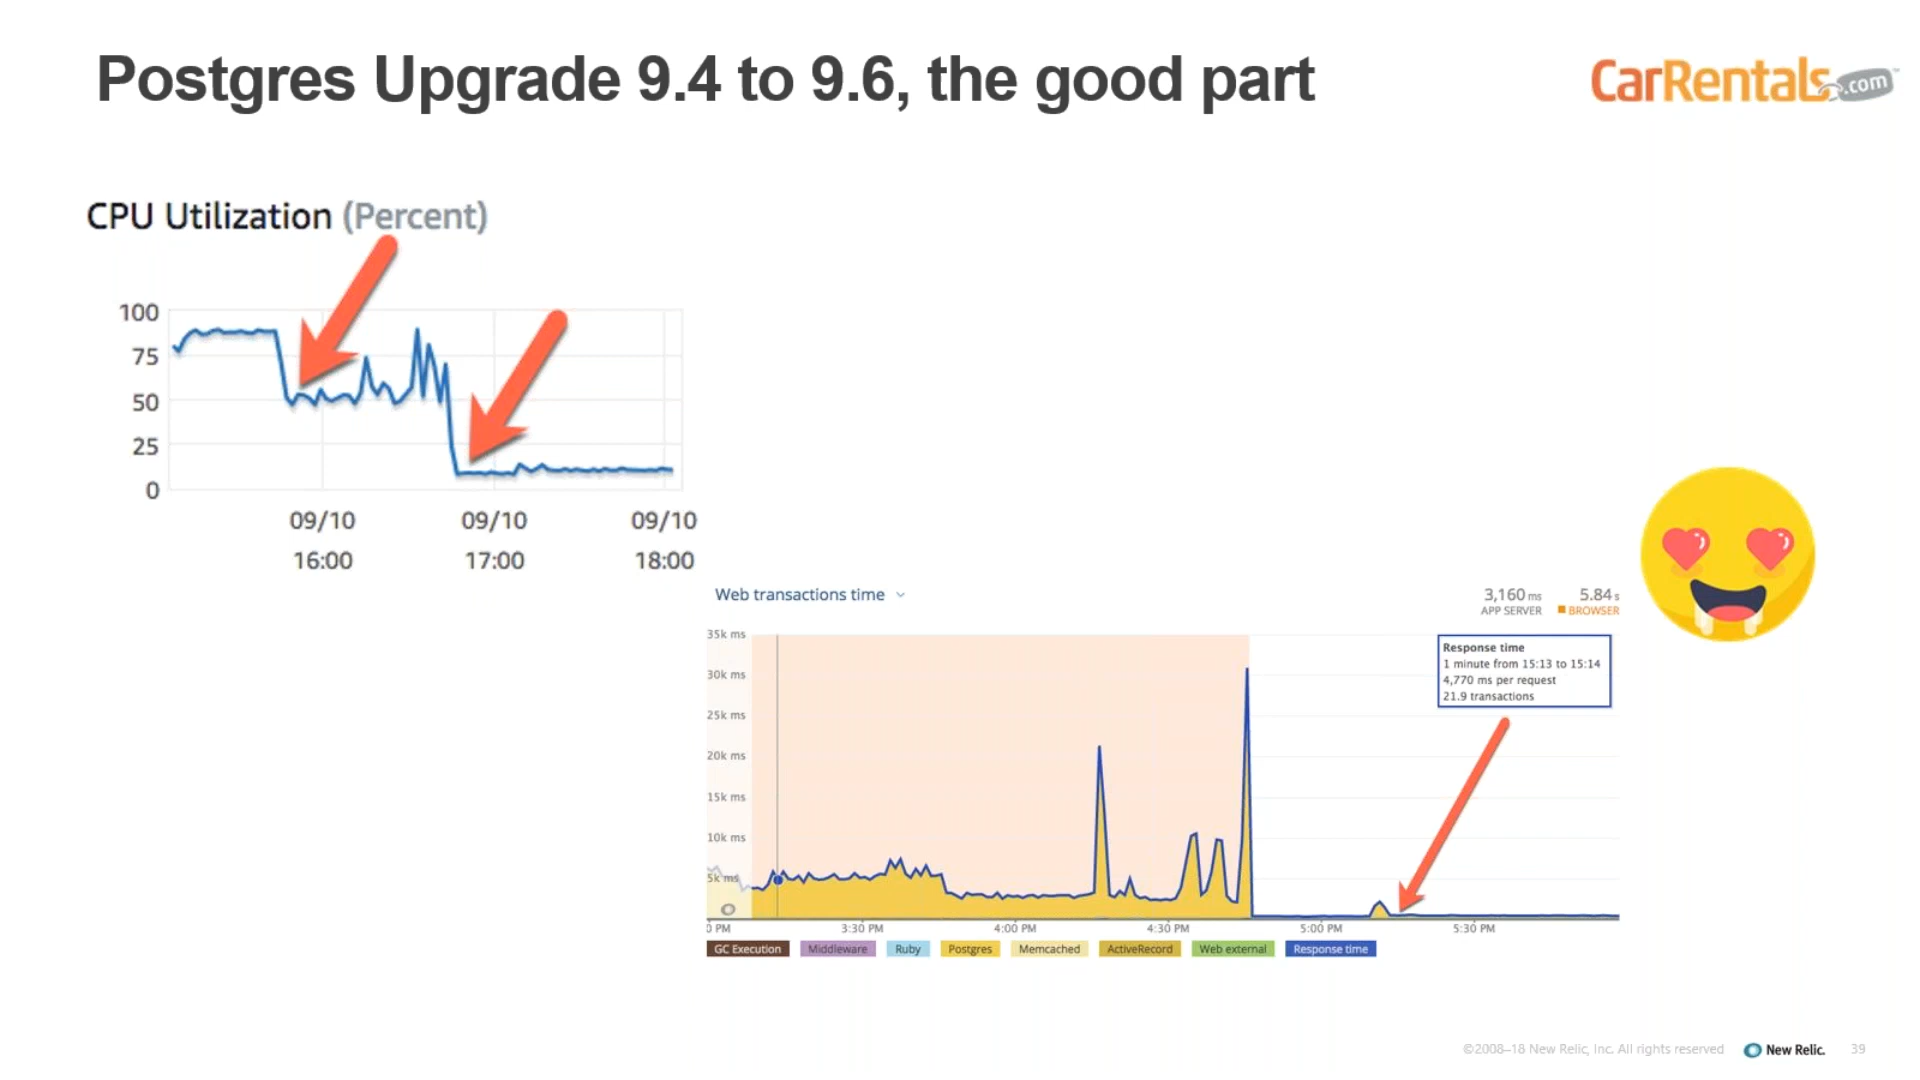 Postgres Upgrade 9.4 to 9.6, the good part
CarRentals.com™
CPU Utilization (Percent)
100
75
50
25
0
09/10 09/10 09/10
16:00 17:00 18:00
Web transactions time
3,160 ms 5.84 s
APP SERVER BROWSER
35k ms
30k ms
25k ms
20k ms
15k ms
10k ms
5k ms
Response time
1 minute from 15:13 to 15:14
4,770 ms per request
21.9 transactions
0 PM 3:30 PM 4:00 PM 4:30 PM 5:00 PM 5:30 PM
GC Execution Middleware Ruby Postgres Memcached ActiveRecord Web external Response time
©2008–18 New Relic, Inc. All rights reserved New Relic. 39